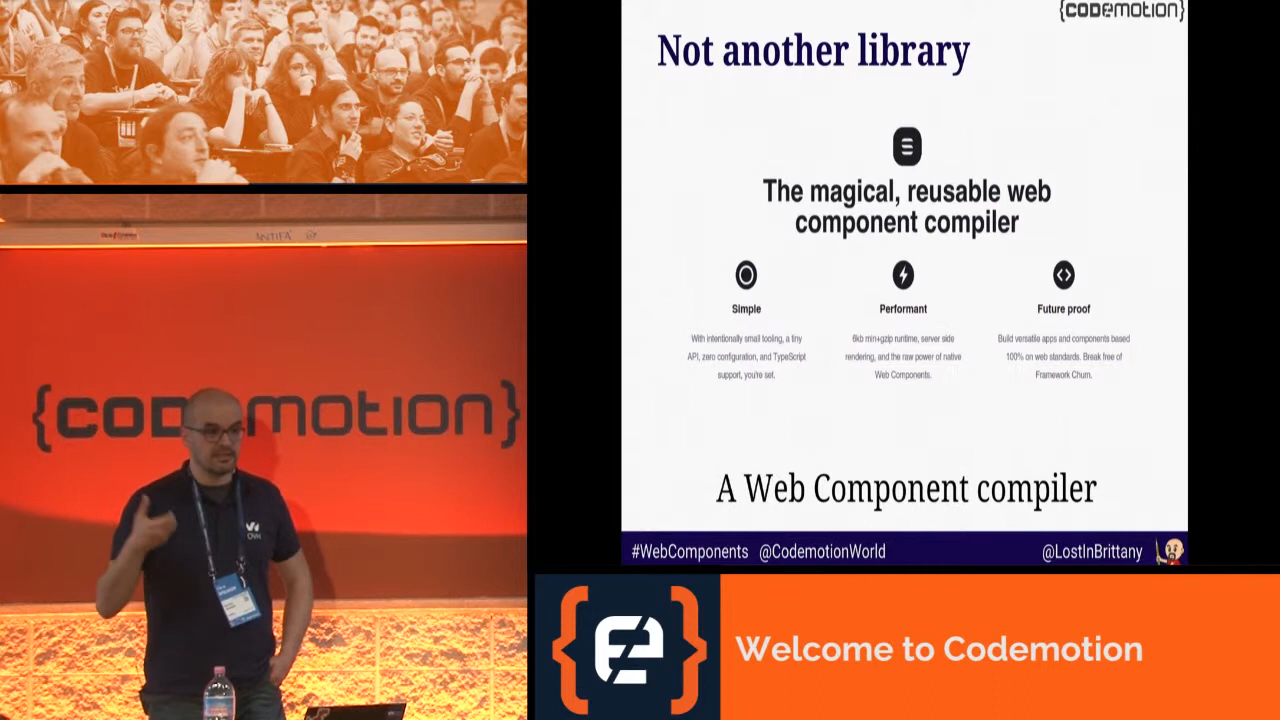 {codemotion}
Not another library
The magical, reusable web
component compiler
Simple
Performant
Future proof
With intentionally small tooling, a tiny
API, zero configuration, and TypeScript
support, you're set.
6kb min+gzip runtime, server side
rendering, and the raw power of native
Web Components.
Build versatile apps and components based
100% on web standards. Break free of
Framework Churn.
A Web Component compiler
#WebComponents @CodemotionWorld
@LostInBrittany
ANTIFA
{codemotion}
OVH
Welcome to Codemotion